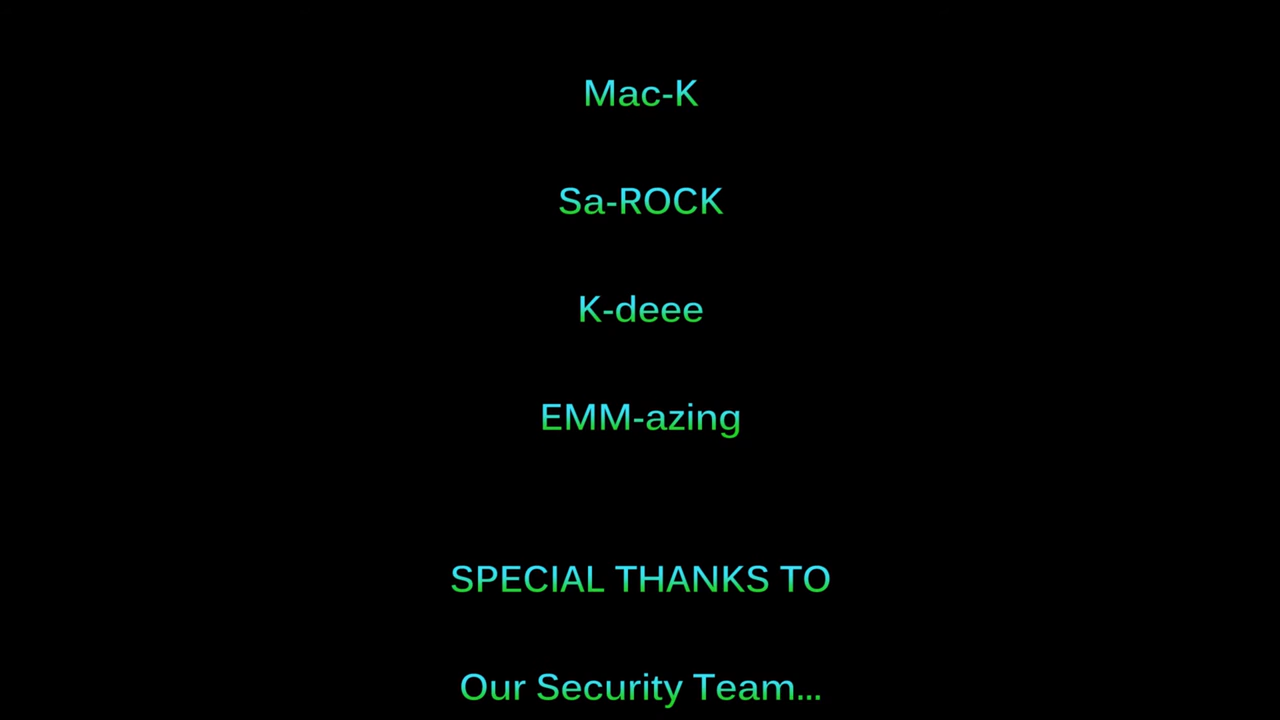 Mac-K
Sa-ROCK
K-deee
EMM-azing
SPECIAL THANKS TO
Our Security Team...